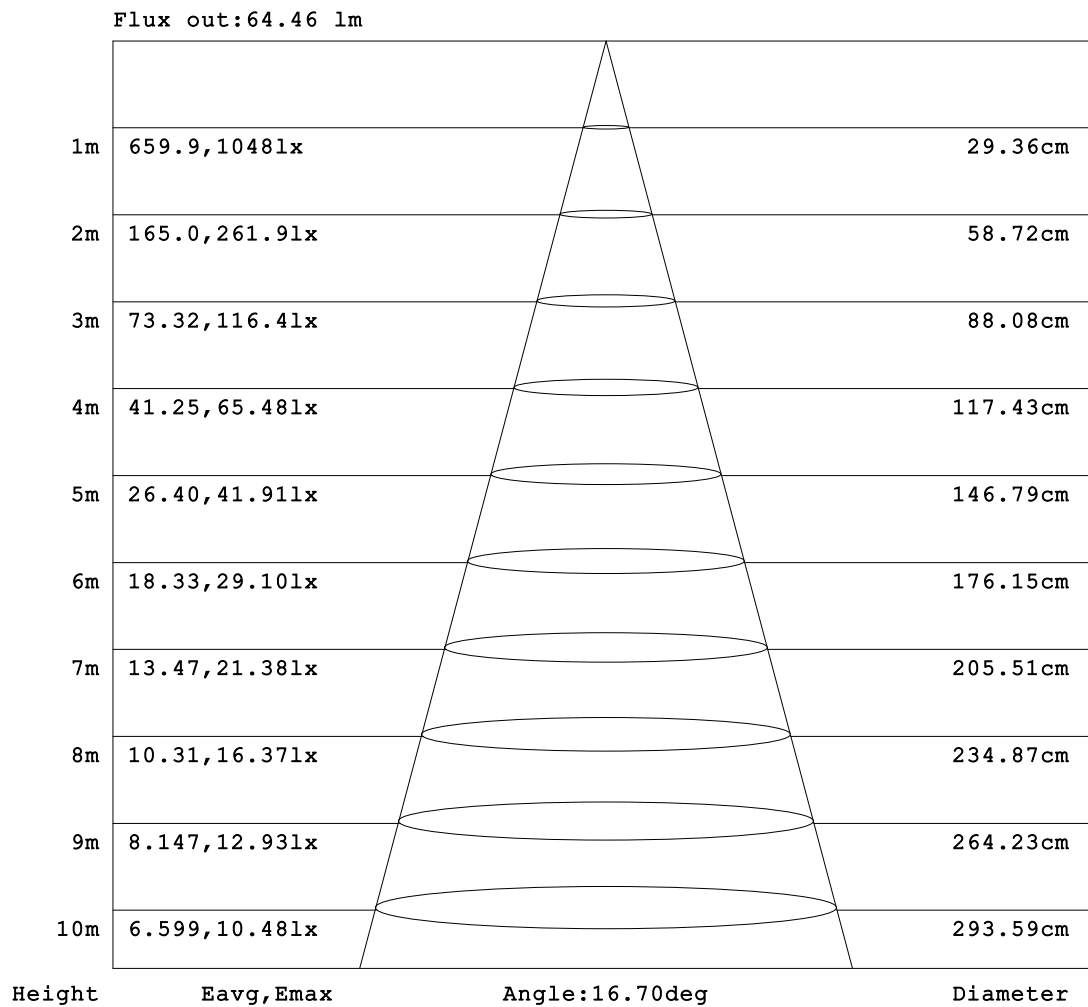 Flux out:64.46 lm
1m 659.9,1048lx 29.36cm
2m 165.0,261.9lx 58.72cm
3m 73.32,116.4lx 88.08cm
4m 41.25,65.48lx 117.43cm
5m 26.40,41.91lx 146.79cm
6m 18.33,29.10lx 176.15cm
7m 13.47,21.38lx 205.51cm
8m 10.31,16.37lx 234.87cm
9m 8.147,12.93lx 264.23cm
10m 6.599,10.48lx 293.59cm
Height Eavg,Emax Angle:16.70deg Diameter